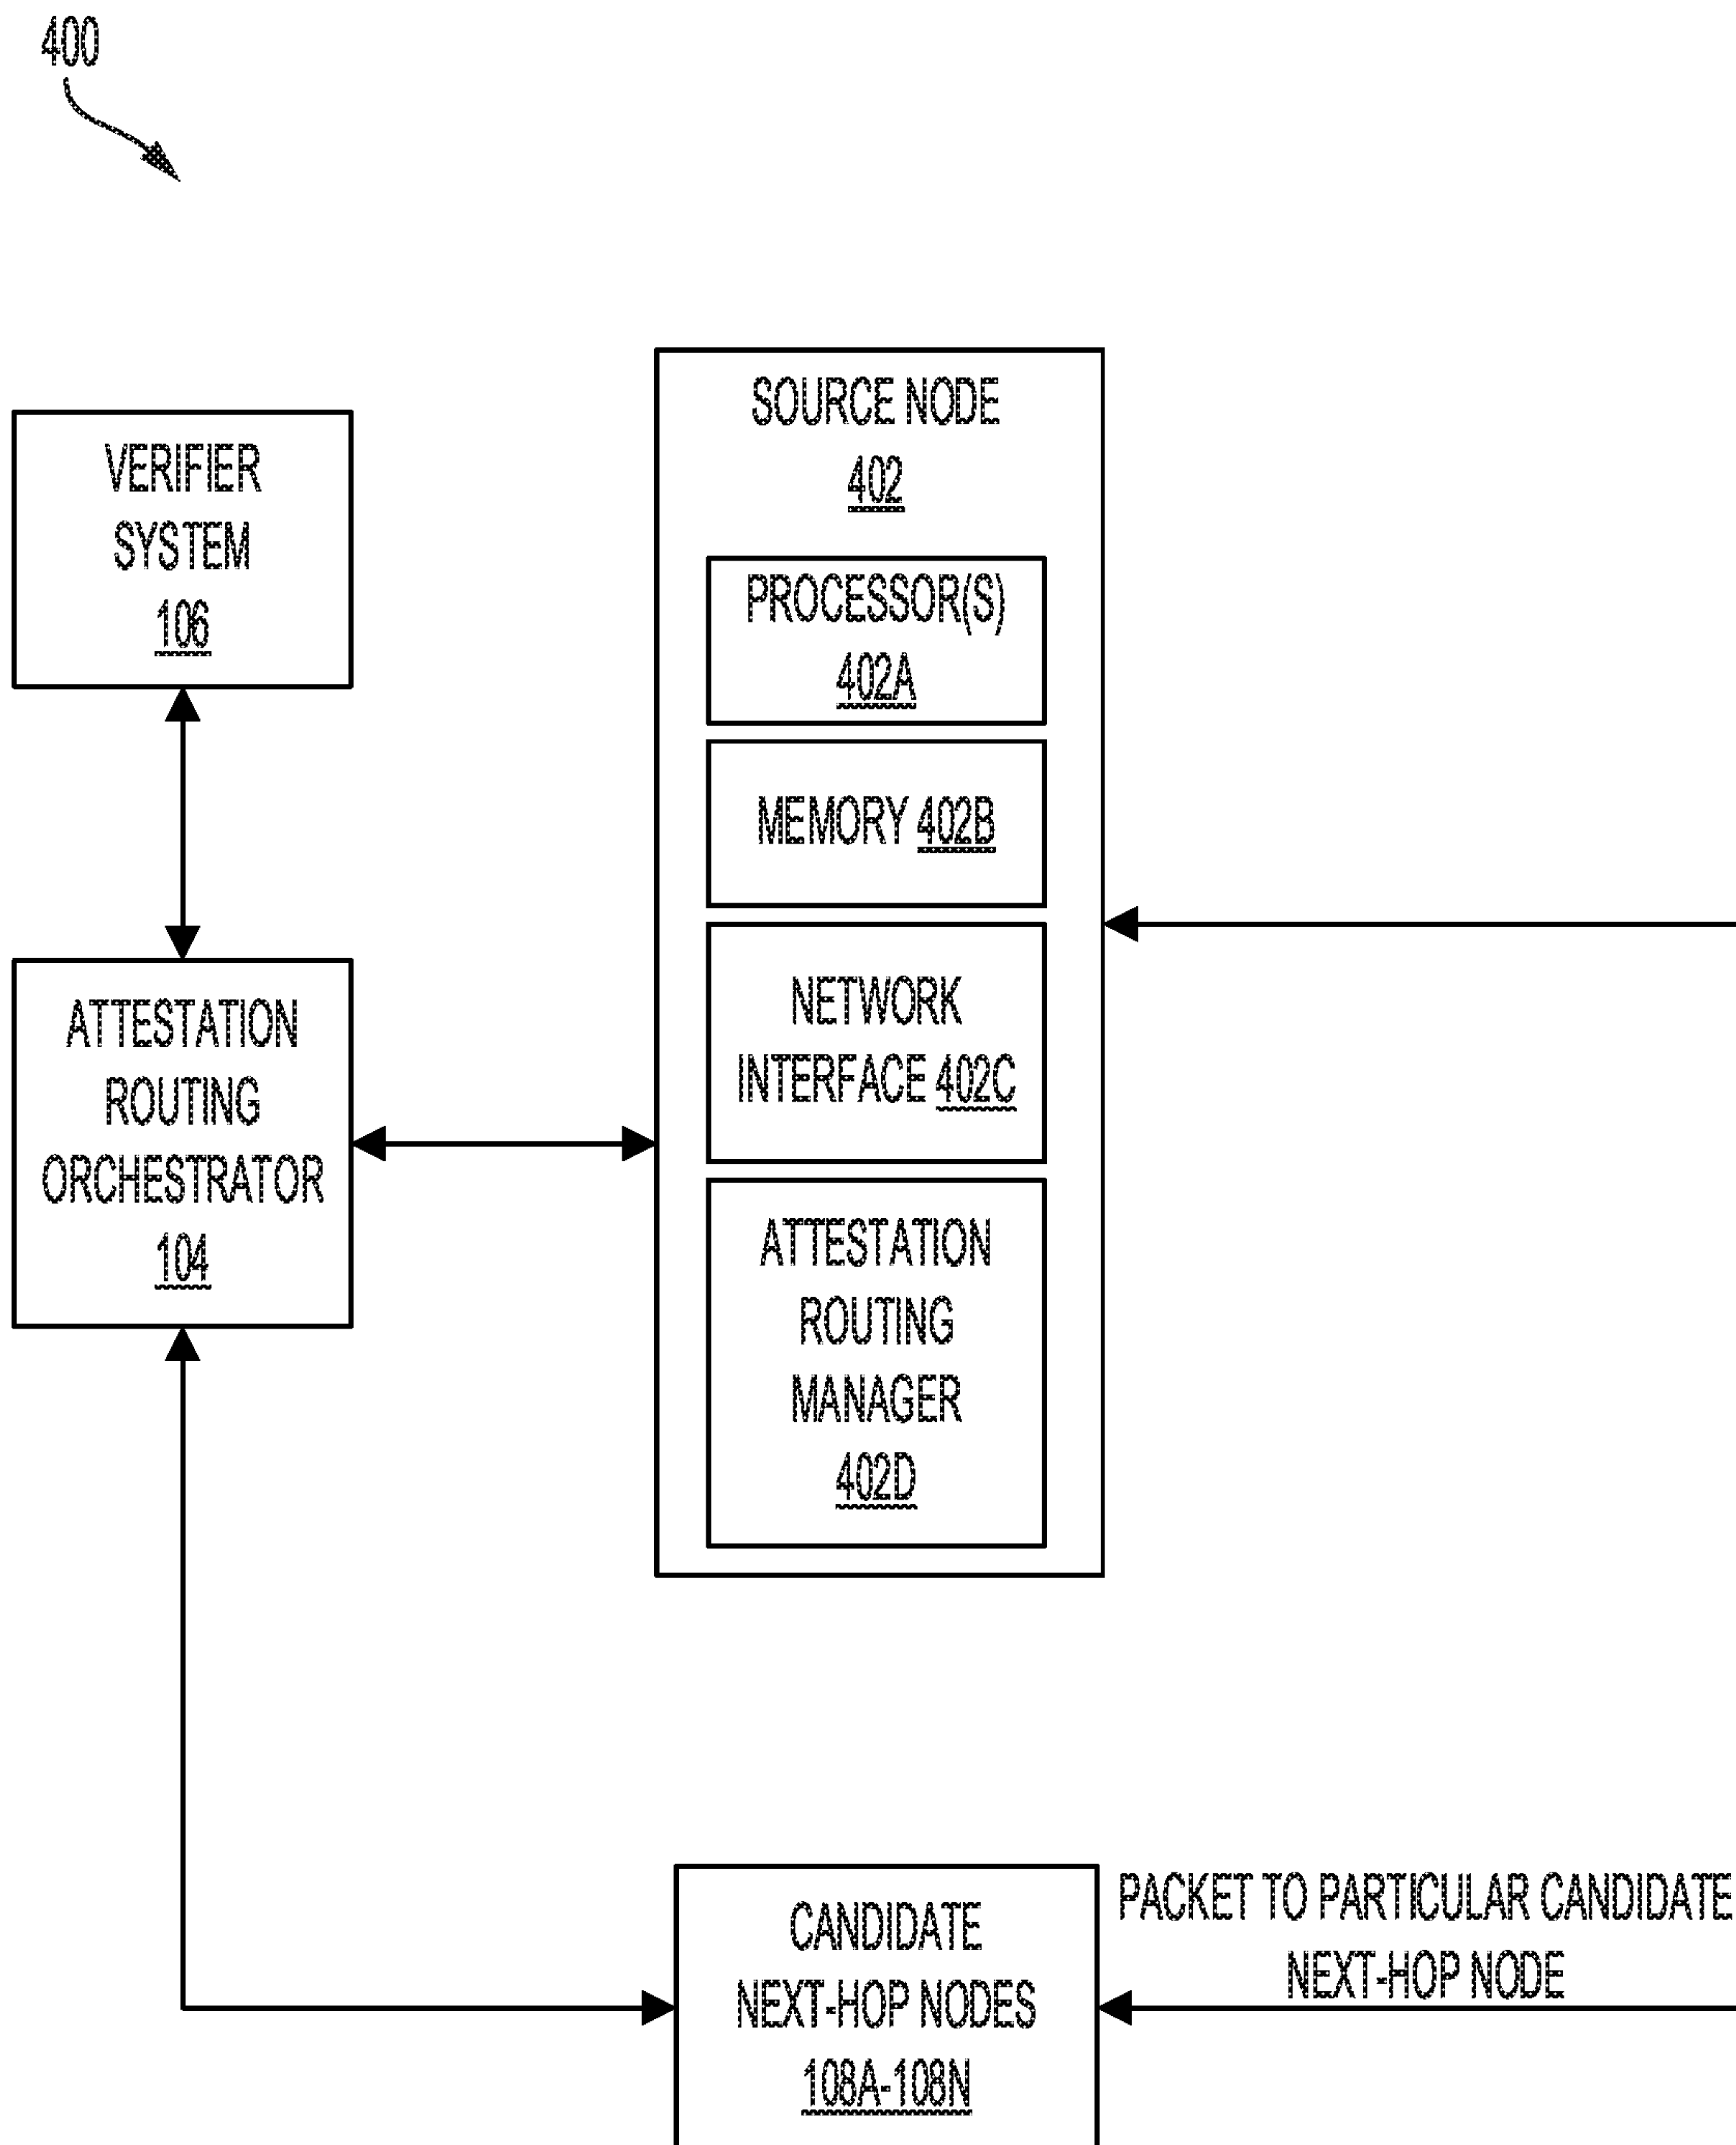 400
VERIFIER
SYSTEM
106
ATTESTATION
ROUTING
ORCHESTRATOR
104
SOURCE NODE
402
PROCESSOR(S)
402A
MEMORY 402B
NETWORK
INTERFACE 402C
ATTESTATION
ROUTING
MANAGER
402D
CANDIDATE
NEXT-HOP NODES
108A-108N
PACKET TO PARTICULAR CANDIDATE
NEXT-HOP NODE